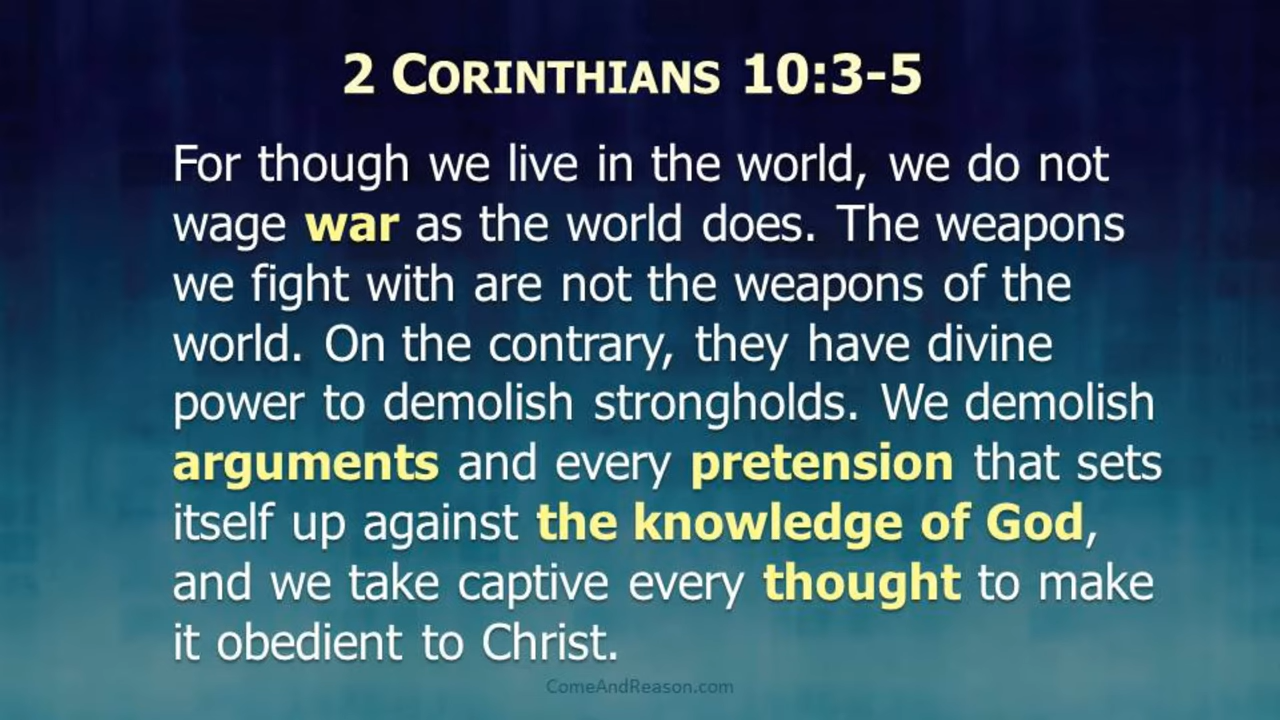 2 CORINTHIANS 10:3-5
For though we live in the world, we do not
wage war as the world does. The weapons
we fight with are not the weapons of the
world. On the contrary, they have divine
power to demolish strongholds. We demolish
arguments and every pretension that sets
itself up against the knowledge of God,
and we take captive every thought to make
it obedient to Christ.
ComeAndReason.com